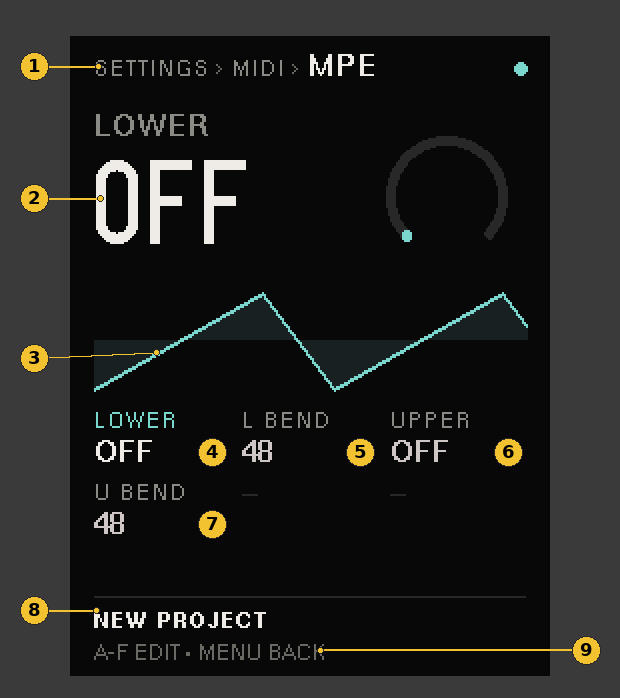 1 SETTINGS › MIDI › MPE
LOWER
2 OFF
3
LOWER L BEND UPPER
OFF 4 48 5 OFF 6
U BEND — —
48 7
8 NEW PROJECT
A-F EDIT • MENU BACK 9